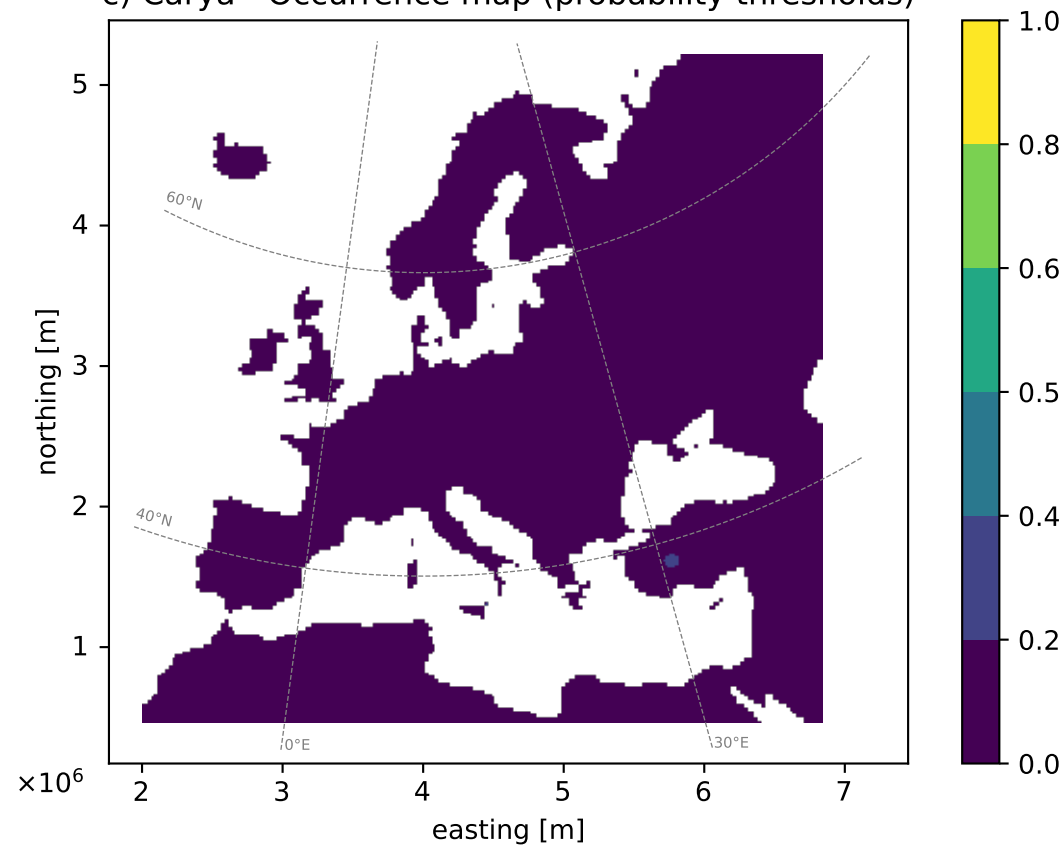 c) Carya - Occurrence map (probability thresholds)
60°N
40°N
0°E
30°E
5
4
3
2
1
northing [m]
×10⁶
2 3 4 5 6 7
easting [m]
1.0
0.8
0.6
0.5
0.4
0.2
0.0